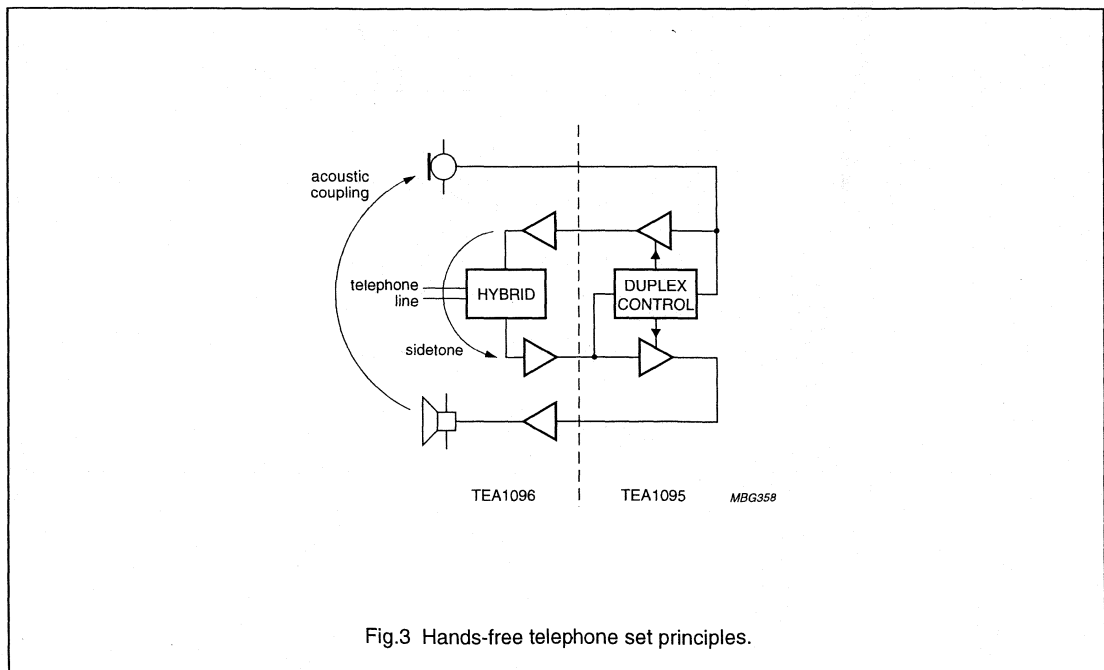 acoustic
coupling
telephone
line
HYBRID
DUPLEX
CONTROL
sidetone
TEA1096
TEA1095
MBG358
Fig.3 Hands-free telephone set principles.